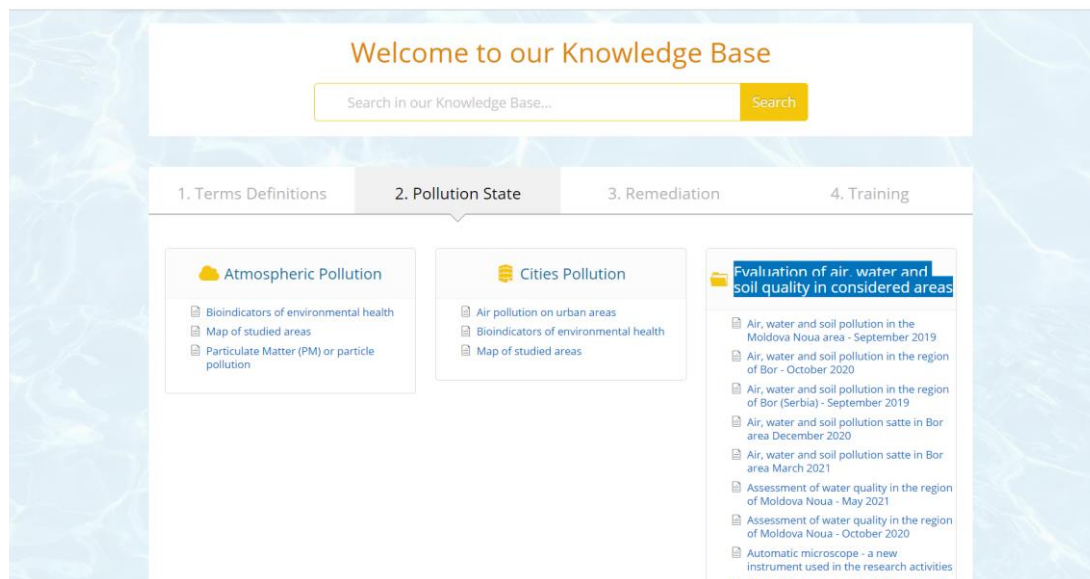 Welcome to our Knowledge Base
Search in our Knowledge Base...
Search
1. Terms Definitions
2. Pollution State
3. Remediation
4. Training
Atmospheric Pollution
Bioindicators of environmental health
Map of studied areas
Particulate Matter (PM) or particle
pollution
Cities Pollution
Air pollution on urban areas
Bioindicators of environmental health
Map of studied areas
Evaluation of air, water and
soil quality in considered areas
Air, water and soil pollution in the
Moldova Noua area - September 2019
Air, water and soil pollution in the region
of Bor - October 2020
Air, water and soil pollution in the region
of Bor (Serbia) - September 2019
Air, water and soil pollution satte in Bor
area December 2020
Air, water and soil pollution satte in Bor
area March 2021
Assessment of water quality in the region
of Moldova Noua - May 2021
Assessment of water quality in the region
of Moldova Noua - October 2020
Automatic microscope - a new
instrument used in the research activities